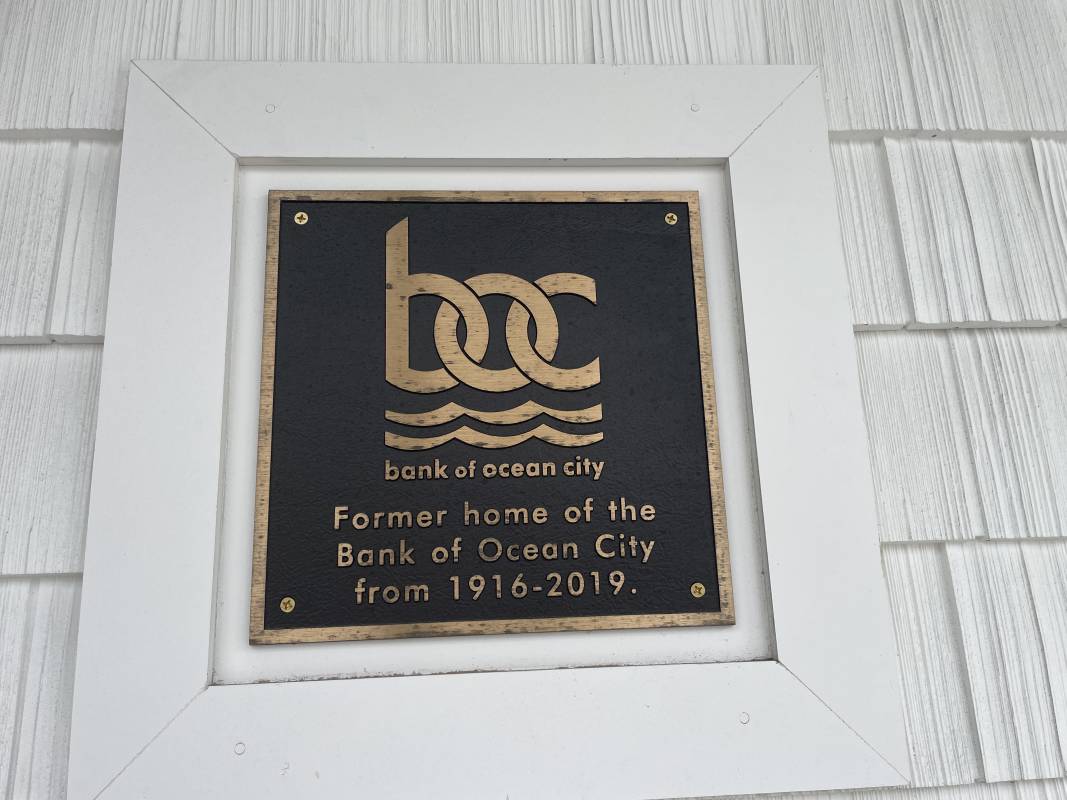 boc
bank of ocean city
Former home of the
Bank of Ocean City
from 1916-2019.